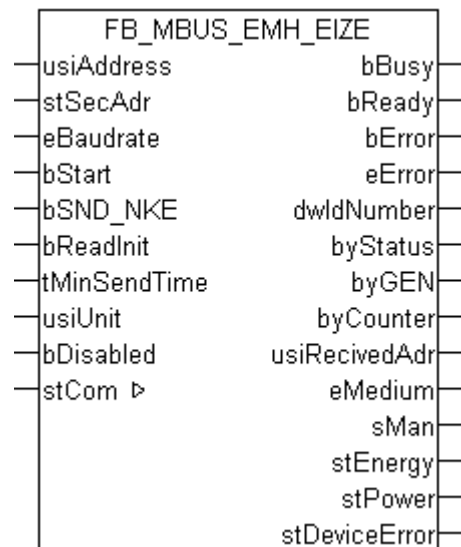 FB_MBUS_EMH_EIZE
usiAddress bBusy
stSecAdr bReady
eBaudrate bError
bStart eError
bSND_NKE dwIdNumber
bReadInit byStatus
tMinSendTime byGEN
usiUnit byCounter
bDisabled usiRecivedAdr
stCom ▷ eMedium
sMan
stEnergy
stPower
stDeviceError